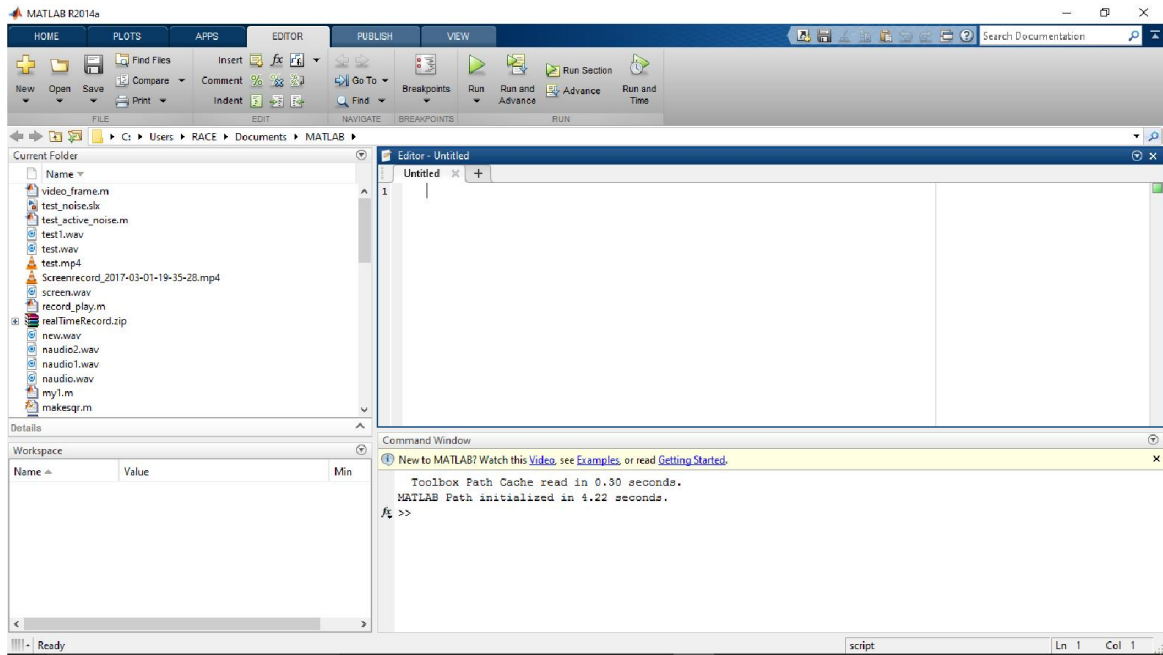 MATLAB R2014a
HOME PLOTS APPS EDITOR PUBLISH VIEW
Search Documentation
New Open Save
Find Files
Compare
Print
FILE
Insert fx
Comment
Indent
EDIT
Go To
Find
NAVIGATE
Breakpoints
BREAKPOINTS
Run
Run and Advance
Run Section
Advance
Run and Time
RUN
C: Users RACE Documents MATLAB
Current Folder
Name
video_frame.m
test_noise.slx
test_active_noise.m
test1.wav
test.wav
test.mp4
Screenrecord_2017-03-01-19-35-28.mp4
screen.wav
record_play.m
realTimeRecord.zip
new.wav
naudio2.wav
naudio1.wav
naudio.wav
my1.m
makesqr.m
Details
Workspace
Name Value Min
Editor - Untitled
Untitled
1
Command Window
New to MATLAB? Watch this Video, see Examples, or read Getting Started.
Toolbox Path Cache read in 0.30 seconds.
MATLAB Path initialized in 4.22 seconds.
fx >>
Ready
script
Ln 1 Col 1